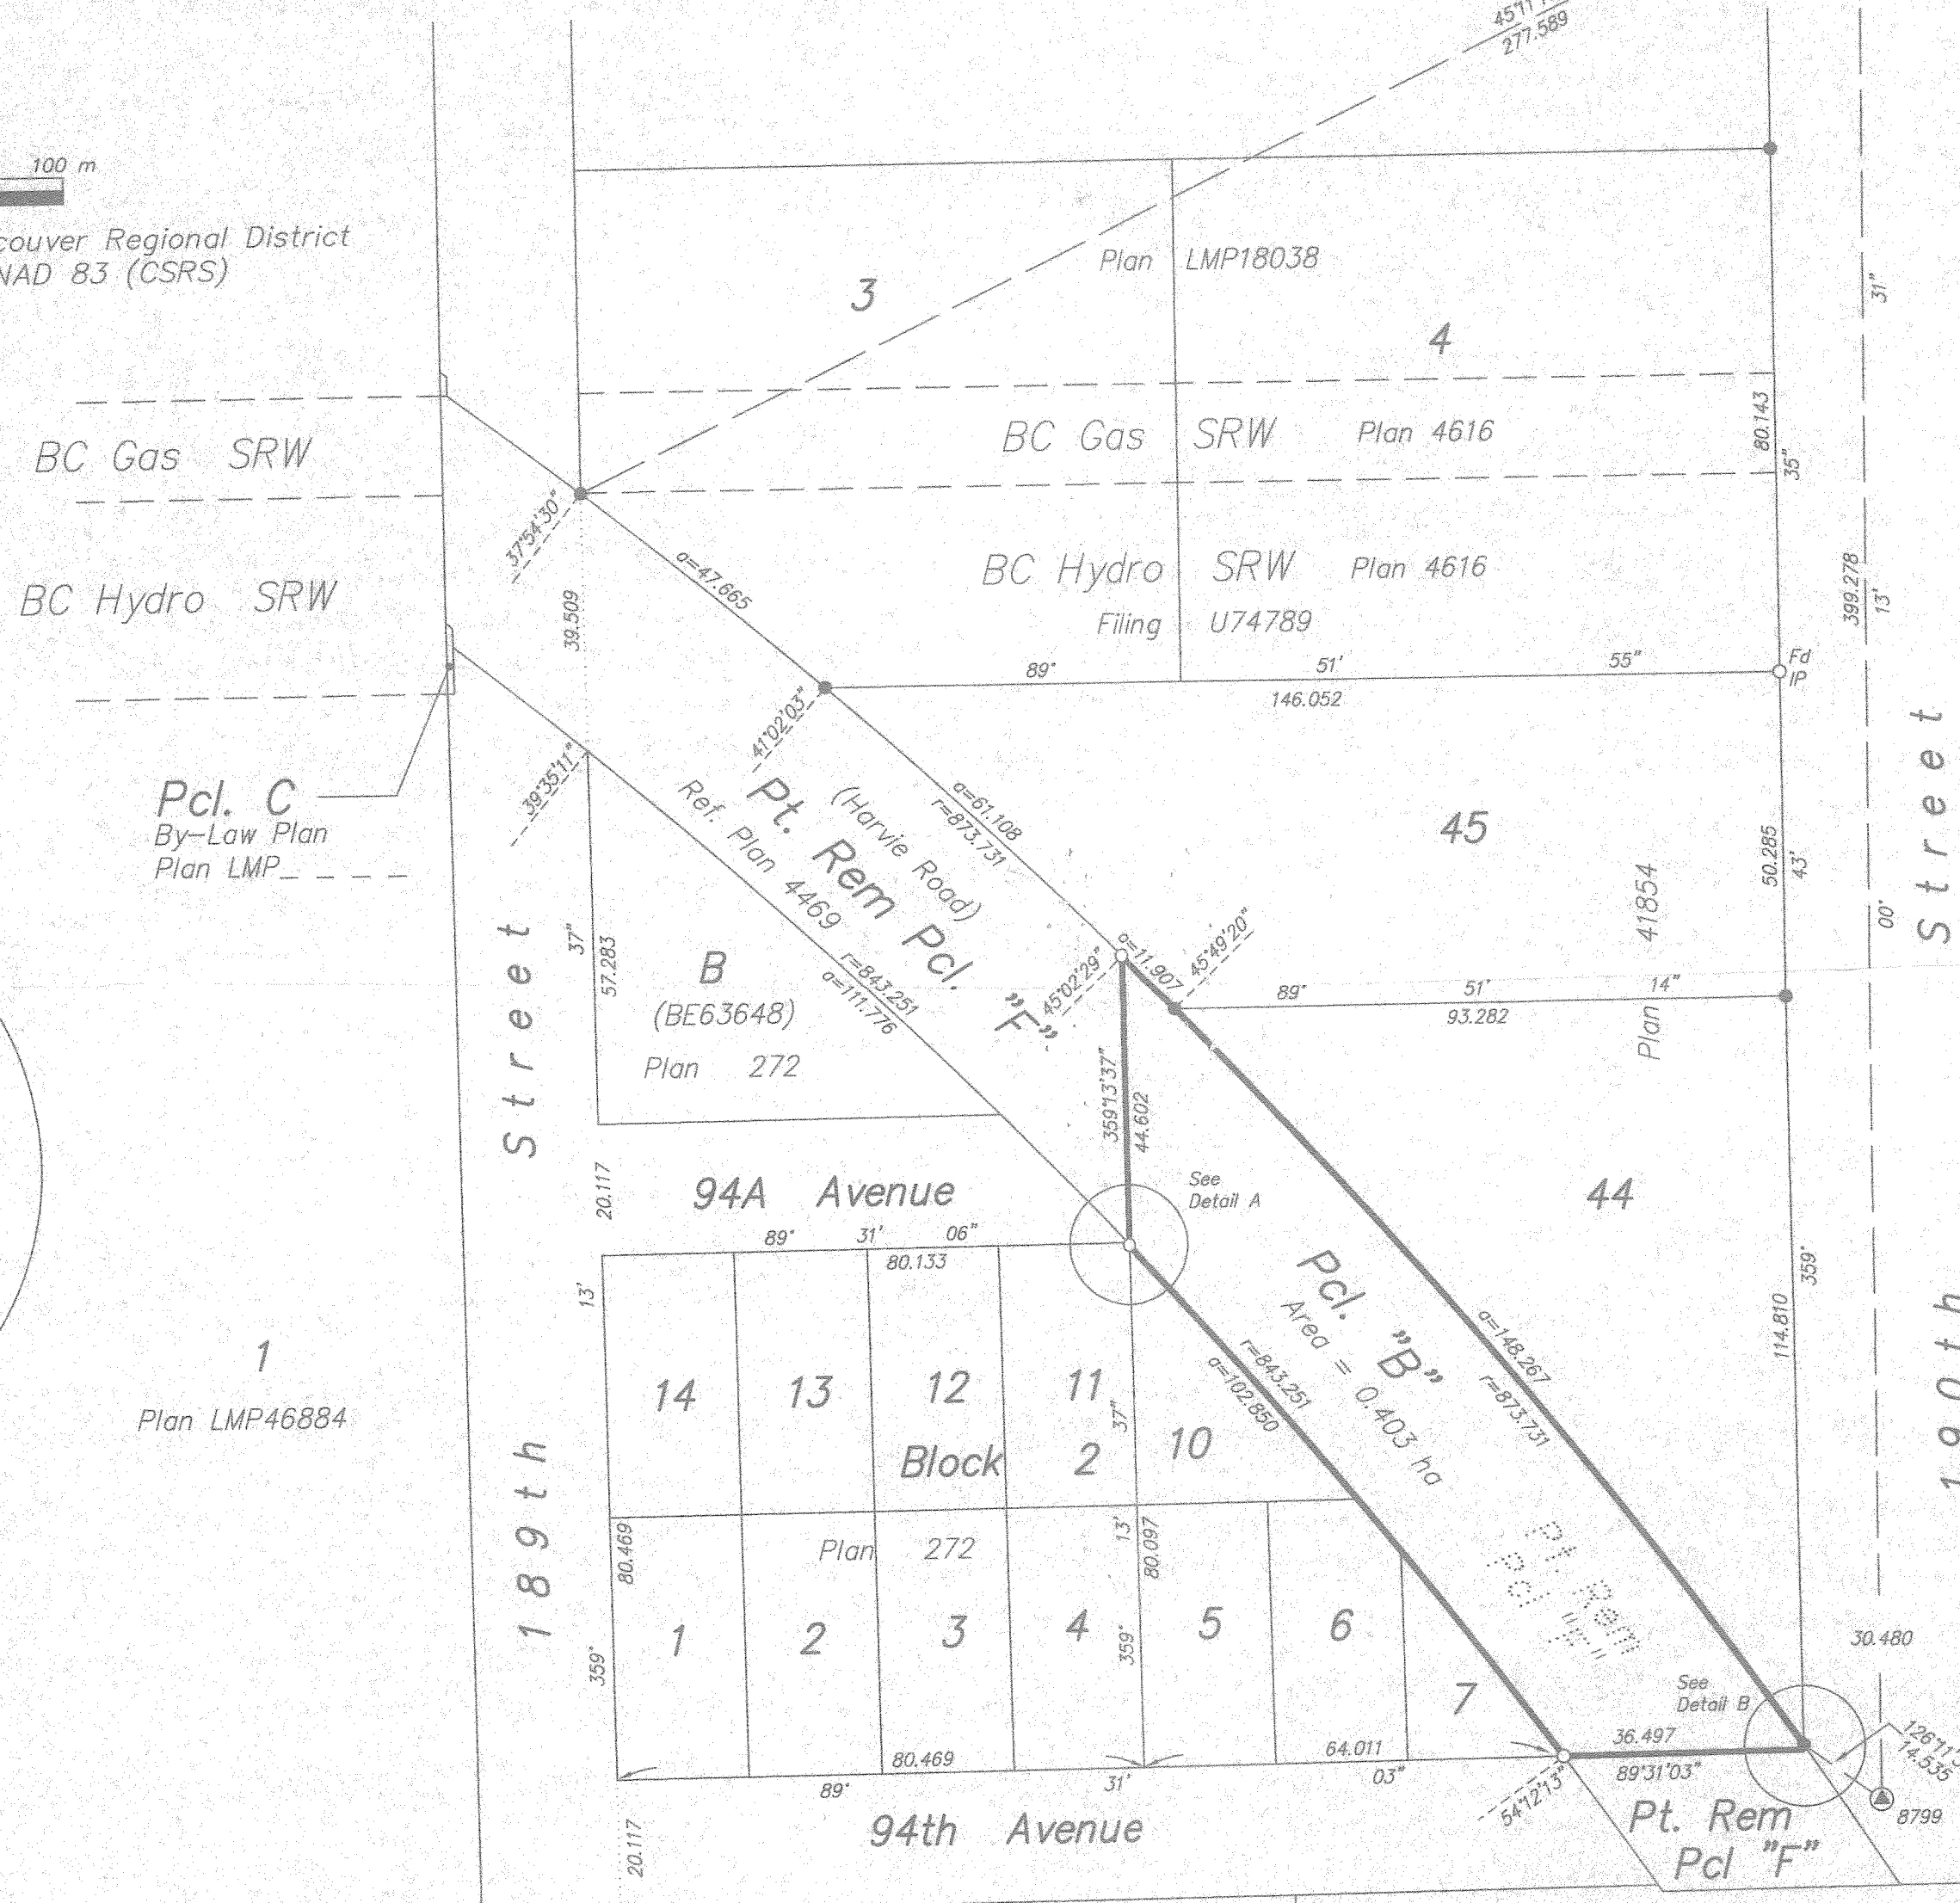 277.589
100 m
couver Regional District
NAD 83 (CSRS)
3
Plan LMP18038
4
31"
BC Gas SRW
BC Gas SRW Plan 4616
80.143
35"
37°54'30"
BC Hydro SRW
39.509
a=47.665
BC Hydro SRW Plan 4616
Filing U74789
399.278
13'
89° 51' 55"
146.052
Fd
IP
Pcl. C
By-Law Plan
Plan LMP_ _ _ _
39°35'11"
41°02'03"
a=61.108
r=873.731
(Harvie Road)
Pt. Rem Pcl. "F"
Ref. Plan 4469
r=843.251
a=111.776
45
50.285
43'
00'
Street
Plan 41854
37"
57.283
B
(BE63648)
Plan 272
45°02'29"
a=11.907
45°49'20"
89° 51' 14"
93.282
Street
359°13'37"
44.602
See
Detail A
20.117
94A Avenue
89° 31' 06"
80.133
13'
44
359°
114.810
190th
1
Plan LMP46884
14
13
12
11
Block 2
37"
10
r=843.251
a=102.850
Pcl. "B"
Area = 0.403 ha
a=148.267
r=873.731
189th
80.469
Plan 272
13'
80.097
359°
359°
1
2
3
4
5
6
7
Pt. Rem
Pcl "F"
30.480
See
Detail B
80.469
64.011
89° 31' 03"
36.497
89°31'03"
54°12'13"
14.535
8799
20.117
94th Avenue
Pt. Rem
Pcl "F"